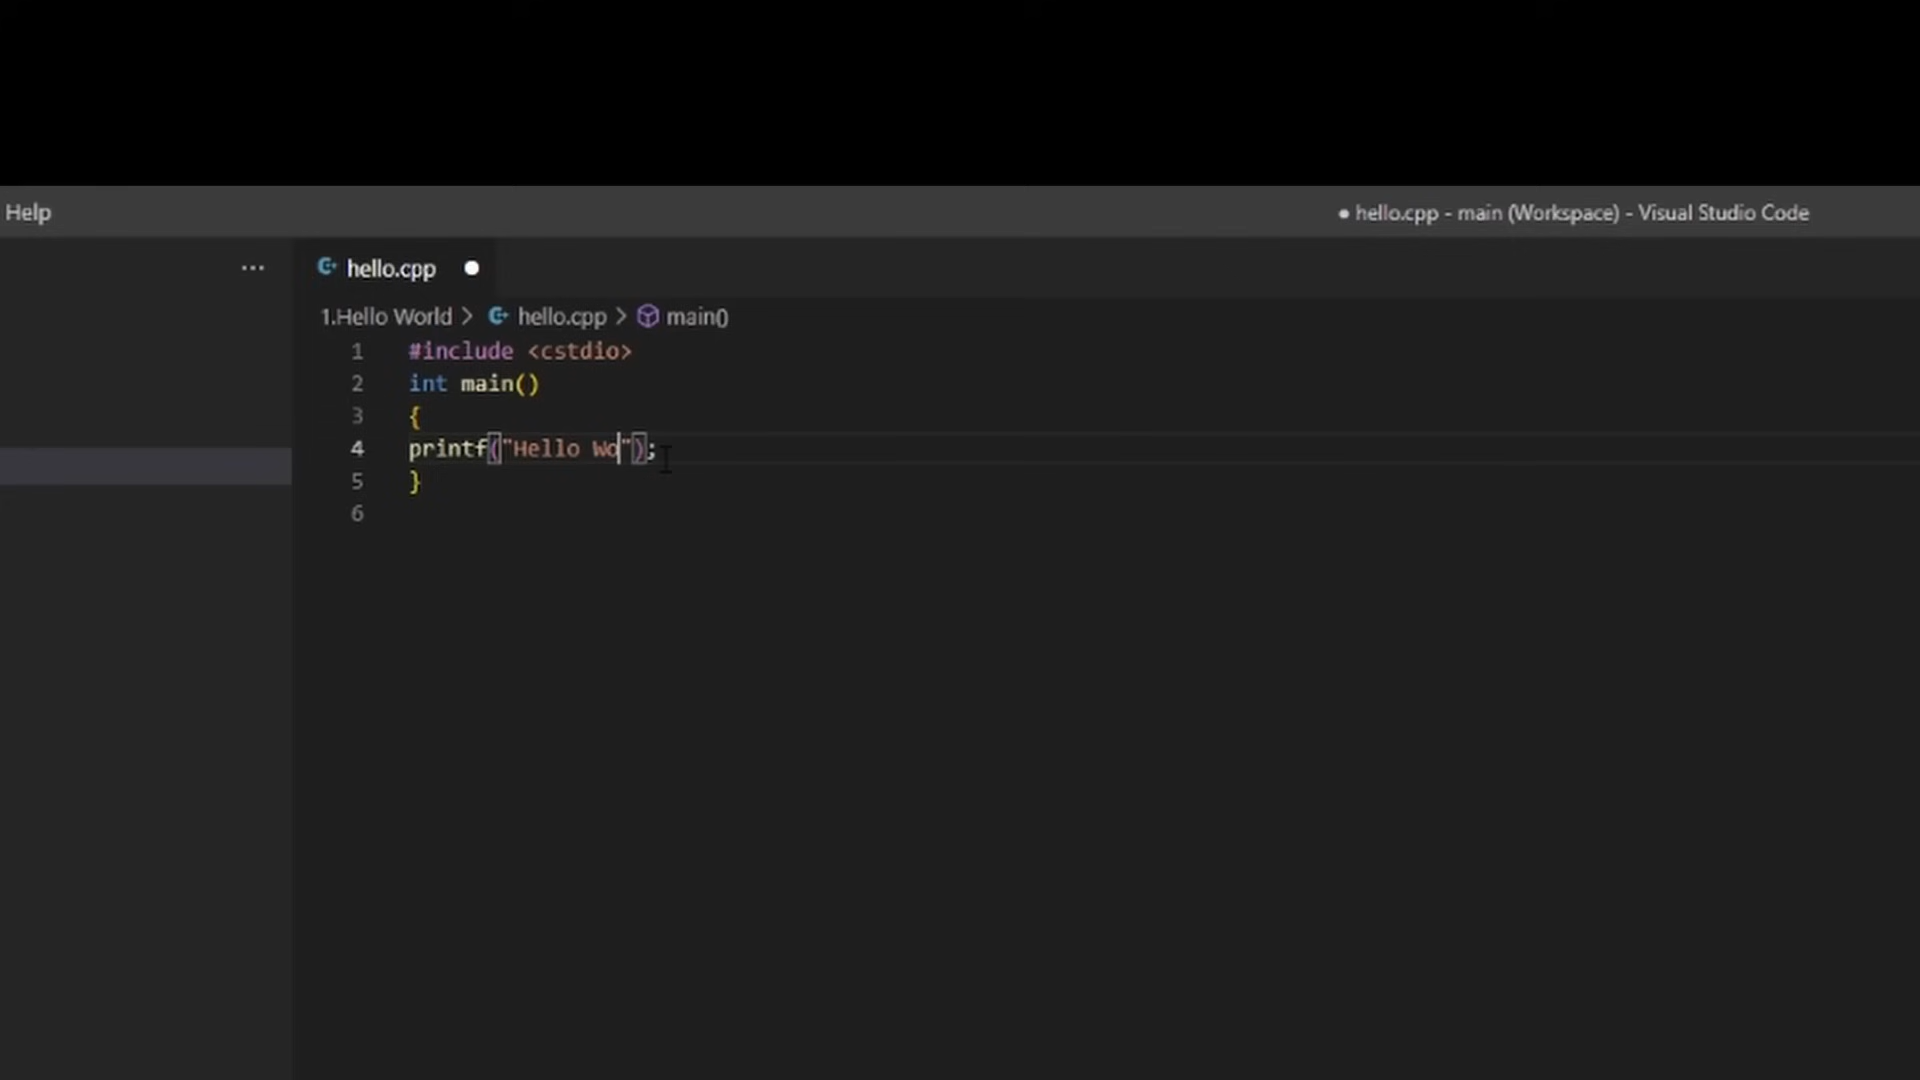 Help
● hello.cpp - main (Workspace) - Visual Studio Code
··· hello.cpp ●
1.Hello World > hello.cpp > main()
1 #include <cstdio>
2 int main()
3 {
4 printf("Hello Wo");
5 }
6